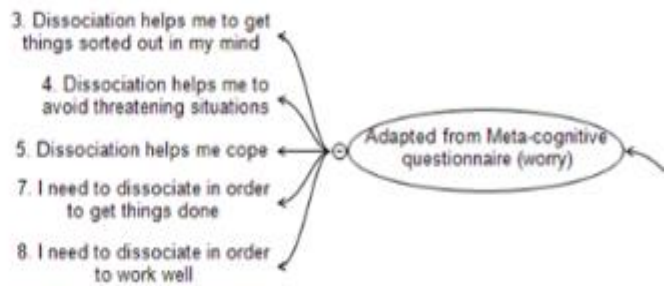 3. Dissociation helps me to get
things sorted out in my mind
4. Dissociation helps me to
avoid threatening situations
5. Dissociation helps me cope
7. I need to dissociate in order
to get things done
8. I need to dissociate in order
to work well
Adapted from Meta-cognitive
questionnaire (worry)